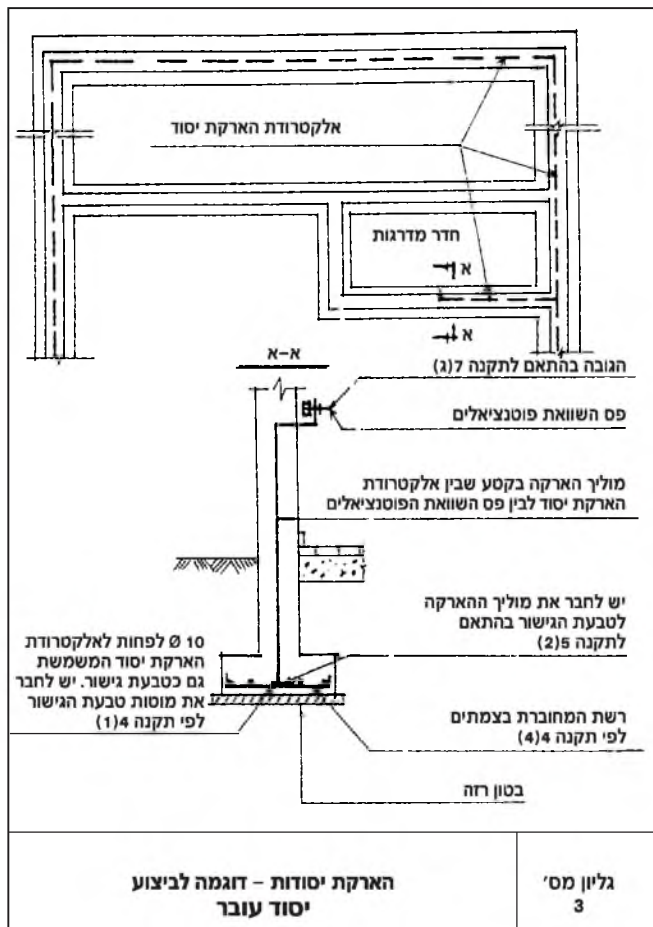 אלקטרודת הארקת יסוד
חדר מדרגות
א
א
א-א
הגובה בהתאם לתקנה 7(ג)
פס השוואת פוטנציאלים
מוליך הארקה בקטע שבין אלקטרודת
הארקת יסוד לבין פס השוואת הפוטנציאלים
יש לחבר את מוליך ההארקה
לטבעת הגישור בהתאם
לתקנה 5(2)
10 Ø לפחות לאלקטרודת
הארקת יסוד המשמשת
גם כטבעת גישור. יש לחבר
את מוטות טבעת הגישור
לפי תקנה 4(1)
רשת המחוברת בצמתים
לפי תקנה 4(4)
בטון רזה
הארקת יסודות – דוגמה לביצוע
יסוד עובר
גליון מס'
3